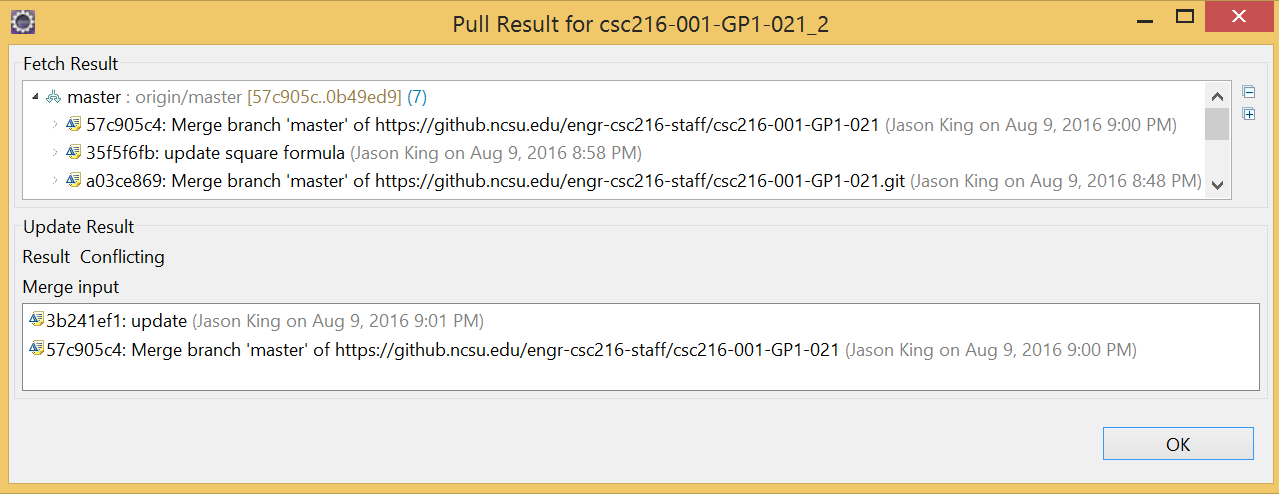 Pull Result for csc216-001-GP1-021_2
Fetch Result
master : origin/master [57c905c..0b49ed9] (7)
57c905c4: Merge branch 'master' of https://github.ncsu.edu/engr-csc216-staff/csc216-001-GP1-021 (Jason King on Aug 9, 2016 9:00 PM)
35f5f6fb: update square formula (Jason King on Aug 9, 2016 8:58 PM)
a03ce869: Merge branch 'master' of https://github.ncsu.edu/engr-csc216-staff/csc216-001-GP1-021.git (Jason King on Aug 9, 2016 8:48 PM)
Update Result
Result Conflicting
Merge input
3b241ef1: update (Jason King on Aug 9, 2016 9:01 PM)
57c905c4: Merge branch 'master' of https://github.ncsu.edu/engr-csc216-staff/csc216-001-GP1-021 (Jason King on Aug 9, 2016 9:00 PM)
OK